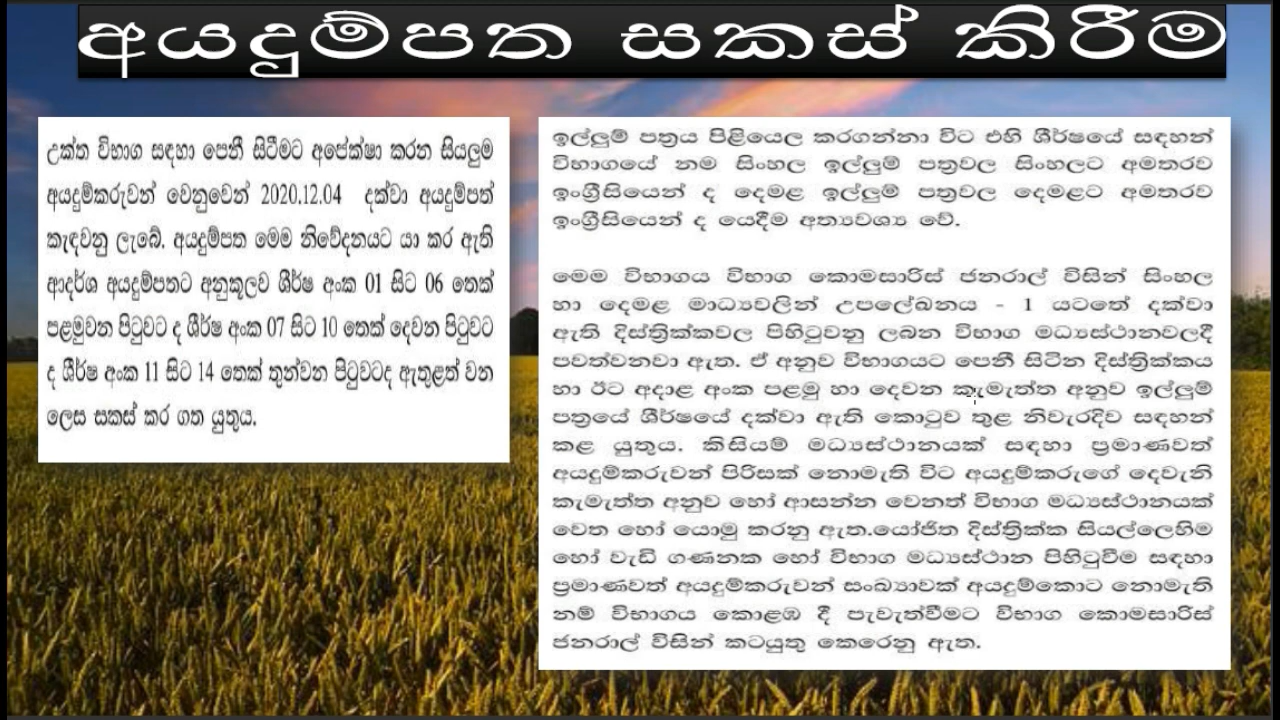 අයදුම්පත සකස් කිරීම
උක්ත විභාග සඳහා පෙනී සිටීමට අපේක්ෂා කරන සියලුම
අයදුම්කරුවන් වෙනුවෙන් 2020.12.04 දක්වා අයදුම්පත්
කැඳවනු ලැබේ. අයදුම්පත මෙම නිවේදනයට යා කර ඇති
ආදර්ශ අයදුම්පතට අනුකූලව ශීර්ෂ අංක 01 සිට 06 තෙක්
පළමුවන පිටුවට ද ශීර්ෂ අංක 07 සිට 10 තෙක් දෙවන පිටුවට
ද ශීර්ෂ අංක 11 සිට 14 තෙක් තුන්වන පිටුවටද ඇතුළත් වන
ලෙස සකස් කර ගත යුතුය.
ඉල්ලුම් පත්‍රය පිළියෙල කරගන්නා විට එහි ශීර්ෂයේ සඳහන්
විභාගයේ නම සිංහල ඉල්ලුම් පත්‍රවල සිංහලට අමතරව
ඉංග්‍රීසියෙන් ද දෙමළ ඉල්ලුම් පත්‍රවල දෙමළට අමතරව
ඉංග්‍රීසියෙන් ද යෙදීම අත්‍යවශ්‍ය වේ.
මෙම විභාගය විභාග කොමසාරිස් ජනරාල් විසින් සිංහල
හා දෙමළ මාධ්‍යවලින් උපලේඛනය - 1 යටතේ දක්වා
ඇති දිස්ත්‍රික්කවල පිහිටුවනු ලබන විභාග මධ්‍යස්ථානවලදී
පවත්වනවා ඇත. ඒ අනුව විභාගයට පෙනී සිටින දිස්ත්‍රික්කය
හා ඊට අදාළ අංක පළමු හා දෙවන කැමැත්ත අනුව ඉල්ලුම්
පත්‍රයේ ශීර්ෂයේ දක්වා ඇති කොටුව තුළ නිවැරදිව සඳහන්
කළ යුතුය. කිසියම් මධ්‍යස්ථානයක් සඳහා ප්‍රමාණවත්
අයදුම්කරුවන් පිරිසක් නොමැති විට අයදුම්කරුගේ දෙවැනි
කැමැත්ත අනුව හෝ ආසන්න වෙනත් විභාග මධ්‍යස්ථානයක්
වෙත හෝ යොමු කරනු ඇත.යෝජිත දිස්ත්‍රික්ක සියල්ලෙහිම
හෝ වැඩි ගණනක හෝ විභාග මධ්‍යස්ථාන පිහිටුවීම සඳහා
ප්‍රමාණවත් අයදුම්කරුවන් සංඛ්‍යාවක් අයදුම්කොට නොමැති
නම් විභාගය කොළඹ දී පැවැත්වීමට විභාග කොමසාරිස්
ජනරාල් විසින් කටයුතු කෙරෙනු ඇත.